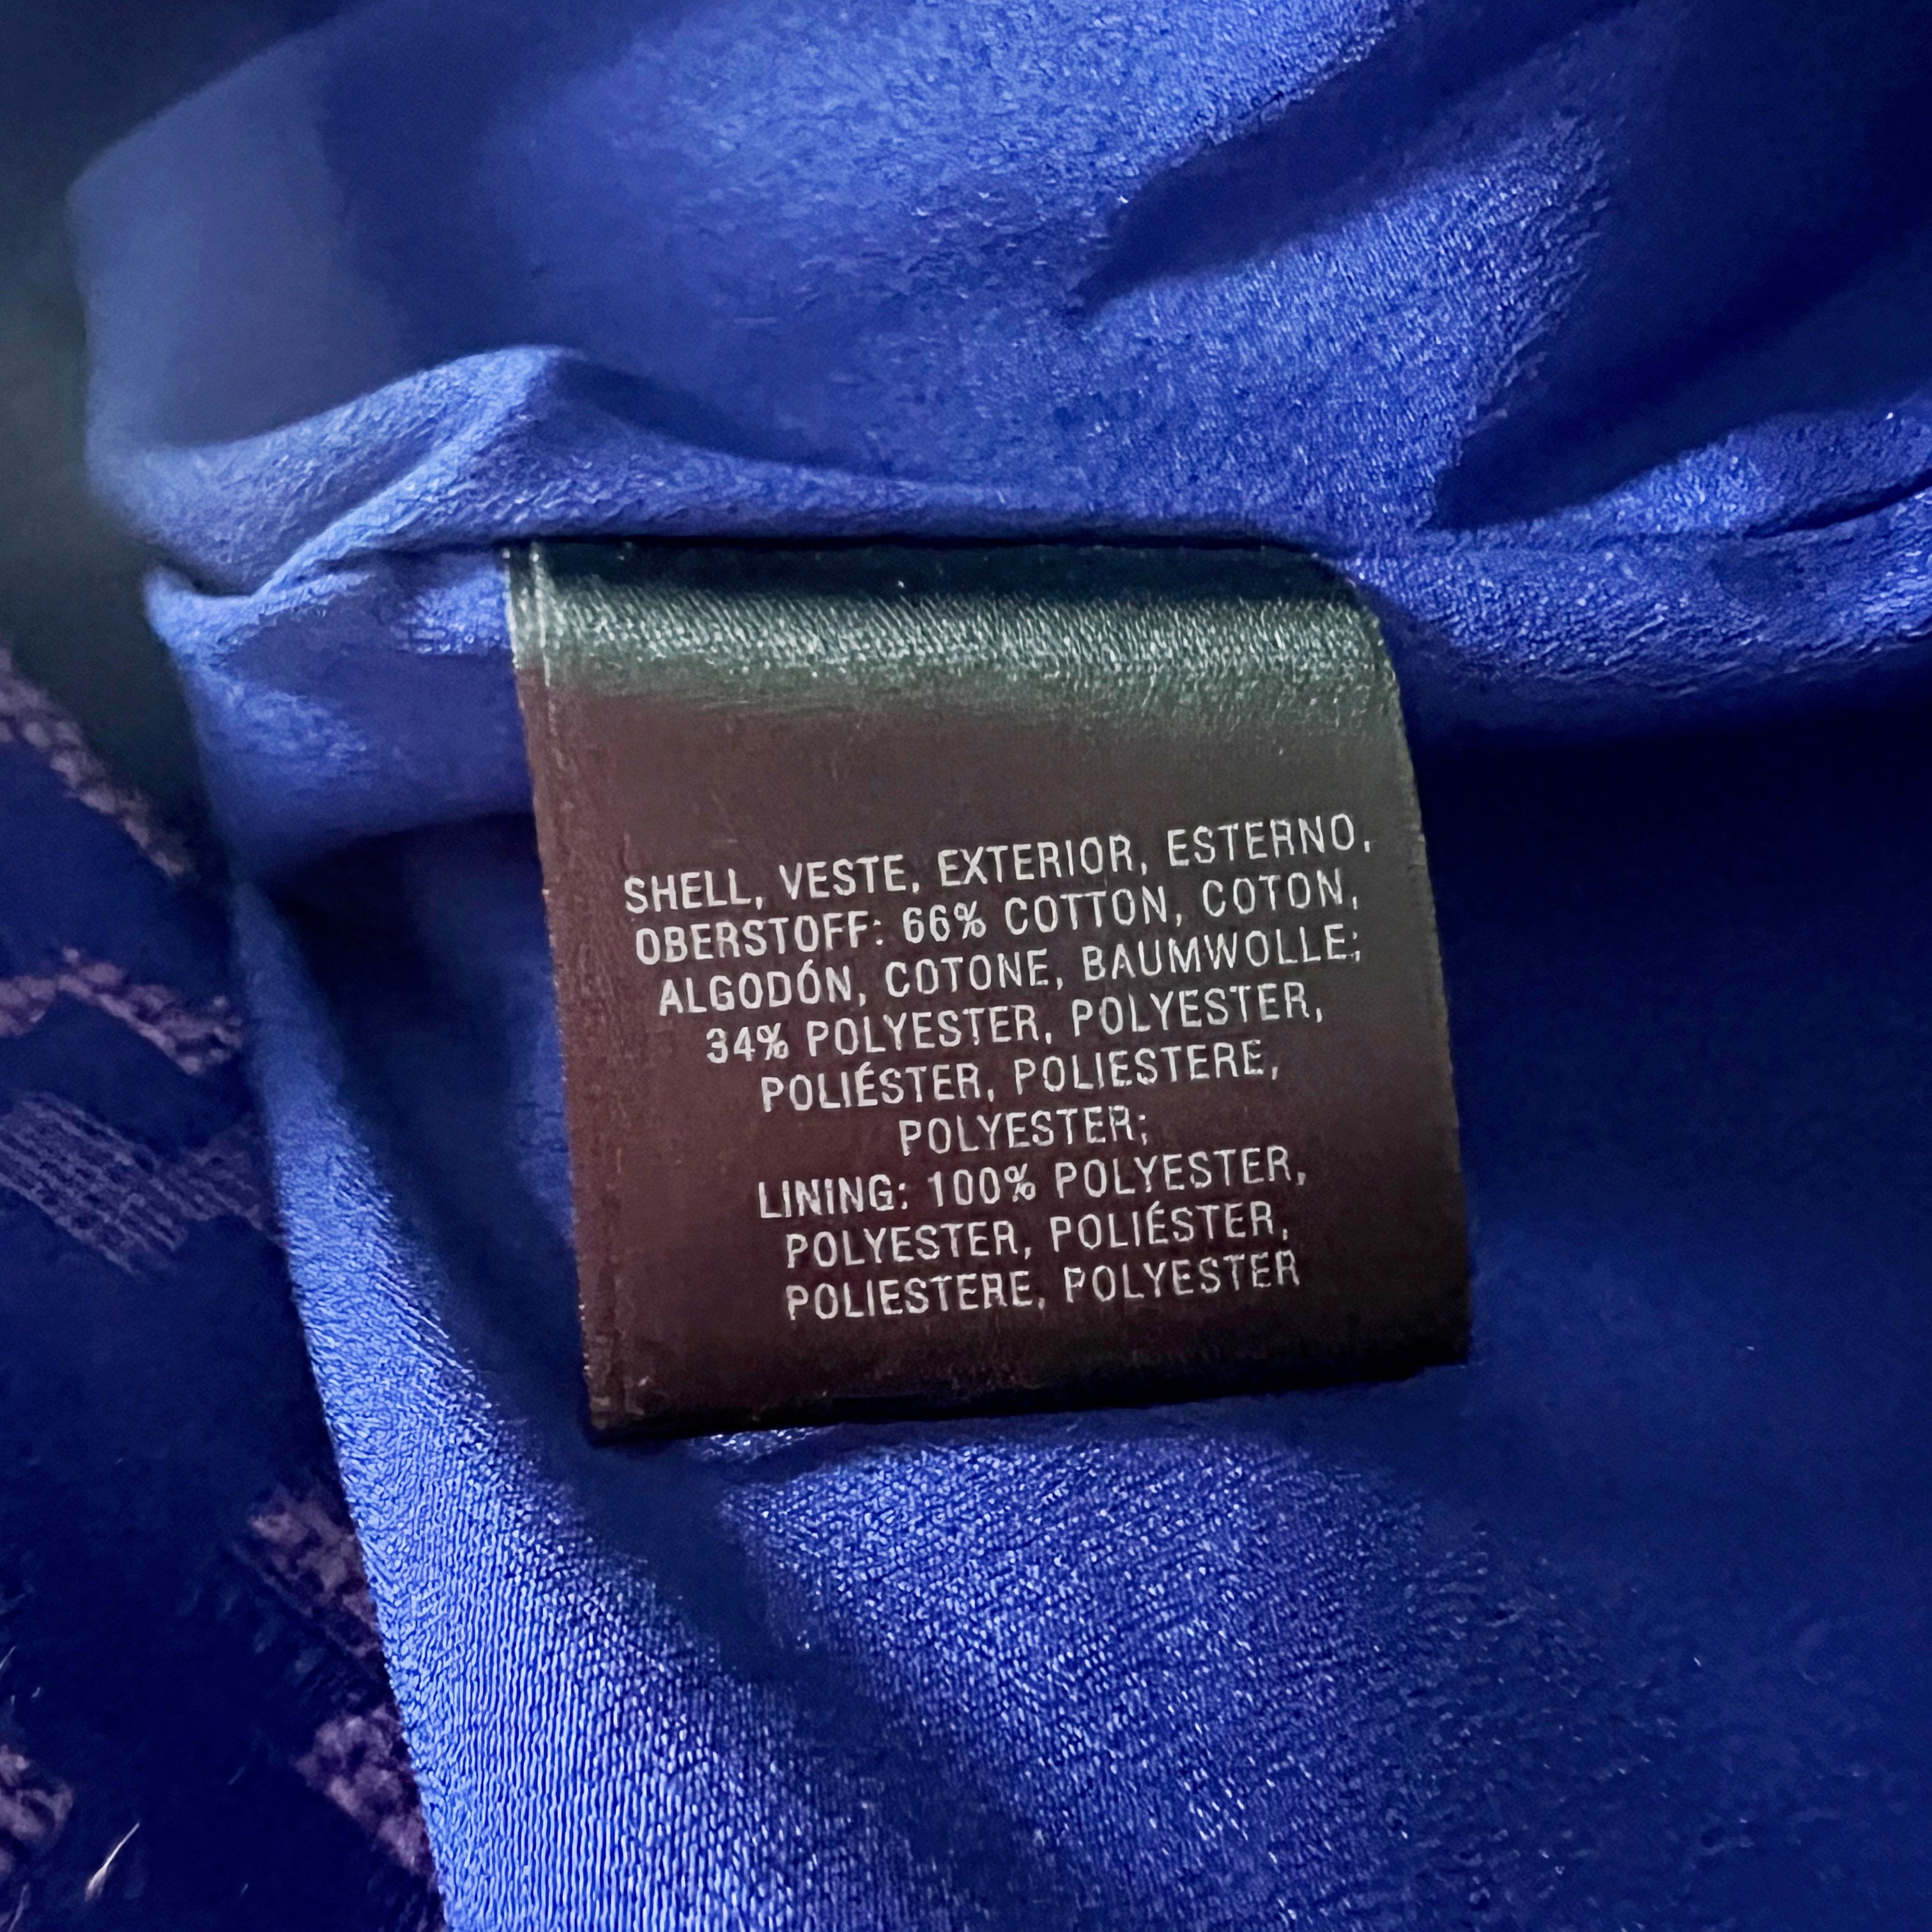 SHELL, VESTE, EXTERIOR, ESTERNO,
OBERSTOFF: 66% COTTON, COTON,
ALGODÓN, COTONE, BAUMWOLLE;
34% POLYESTER, POLYESTER,
POLIÉSTER, POLIESTERE,
POLYESTER;
LINING: 100% POLYESTER,
POLYESTER, POLIÉSTER,
POLIESTERE, POLYESTER